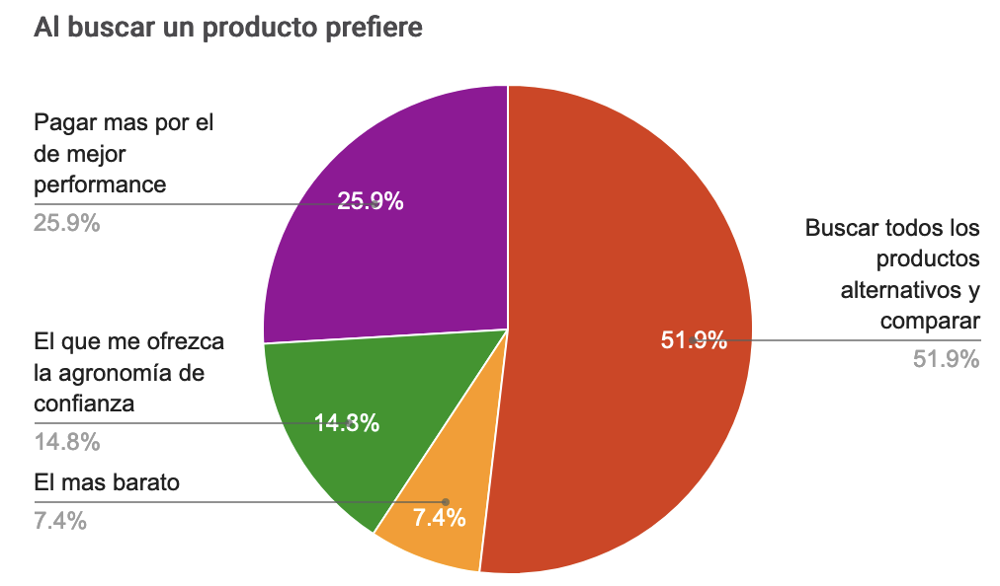 Al buscar un producto prefiere
Pagar mas por el
de mejor
performance
25.9%
25.9%
Buscar todos los
productos
alternativos y
comparar
51.9%
51.9%
El que me ofrezca
la agronomía de
confianza
14.8%
14.8%
El mas barato
7.4%
7.4%